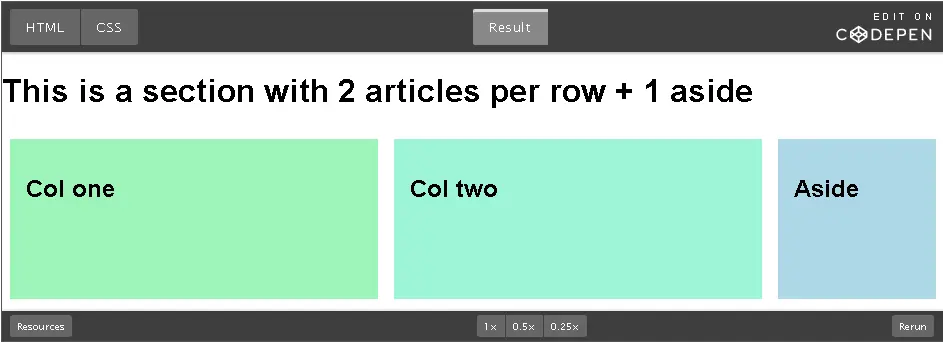 HTML CSS Result EDIT ON
CODEPEN
This is a section with 2 articles per row + 1 aside
Col one Col two Aside
Resources 1× 0.5× 0.25× Rerun